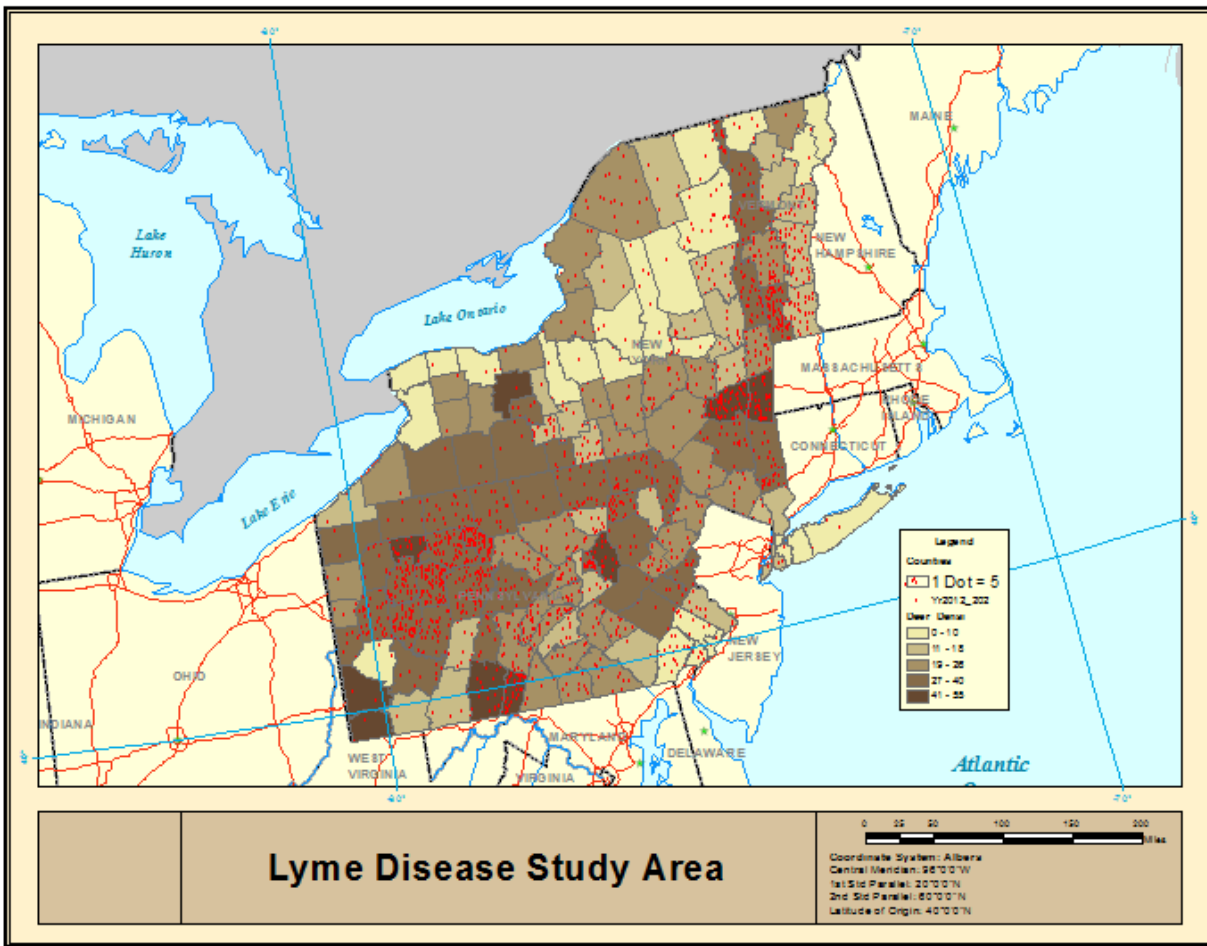 -80°
-70°
MAINE
Lake
Huron
VERMONT
NEW
HAMPSHIRE
Lake Ontario
NEW
YORK
MASSACHUSETTS
MICHIGAN
RHODE
ISLAND
CONNECTICUT
Lake Erie
40°
Legend
Counties
1 Dot = 5
Yr2012_202
Deer Densi
0 - 10
11 - 18
19 - 26
27 - 40
41 - 55
PENNSYLVANIA
NEW
JERSEY
OHIO
INDIANA
MARYLAND
DELAWARE
40°
WEST
VIRGINIA
VIRGINIA
Atlantic
-80°
-70°
Lyme Disease Study Area
0 25 50 100 150 200
Miles
Coordinate System: Albers
Central Meridian: 96°0'0"W
1st Std Parallel: 20°0'0"N
2nd Std Parallel: 60°0'0"N
Latitude of Origin: 40°0'0"N